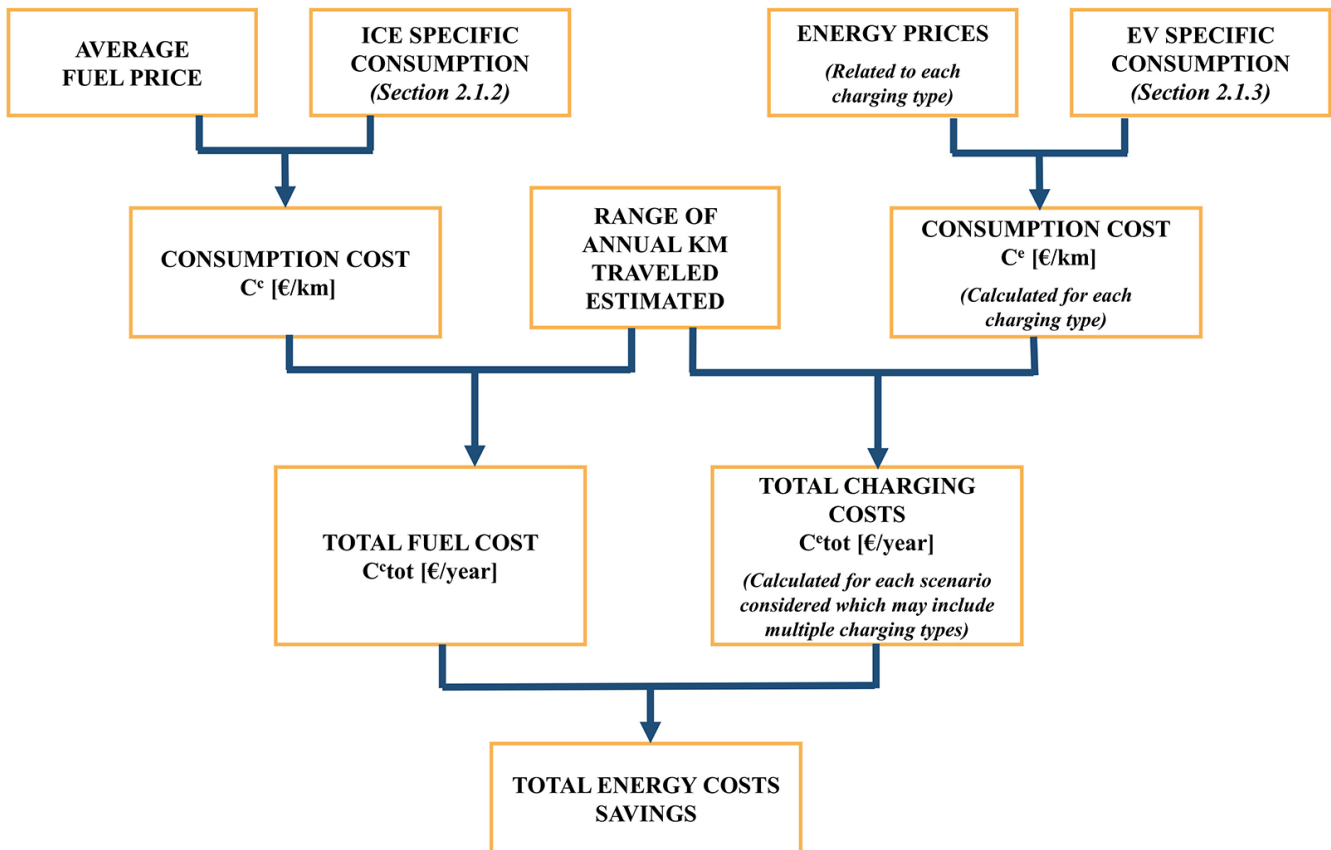 AVERAGE
FUEL PRICE
ICE SPECIFIC
CONSUMPTION
(Section 2.1.2)
ENERGY PRICES
(Related to each
charging type)
EV SPECIFIC
CONSUMPTION
(Section 2.1.3)
CONSUMPTION COST
Cᶜ [€/km]
RANGE OF
ANNUAL KM
TRAVELED
ESTIMATED
CONSUMPTION COST
Cᵉ [€/km]
(Calculated for each
charging type)
TOTAL FUEL COST
Cᶜtot [€/year]
TOTAL CHARGING
COSTS
Cᵉtot [€/year]
(Calculated for each scenario
considered which may include
multiple charging types)
TOTAL ENERGY COSTS
SAVINGS